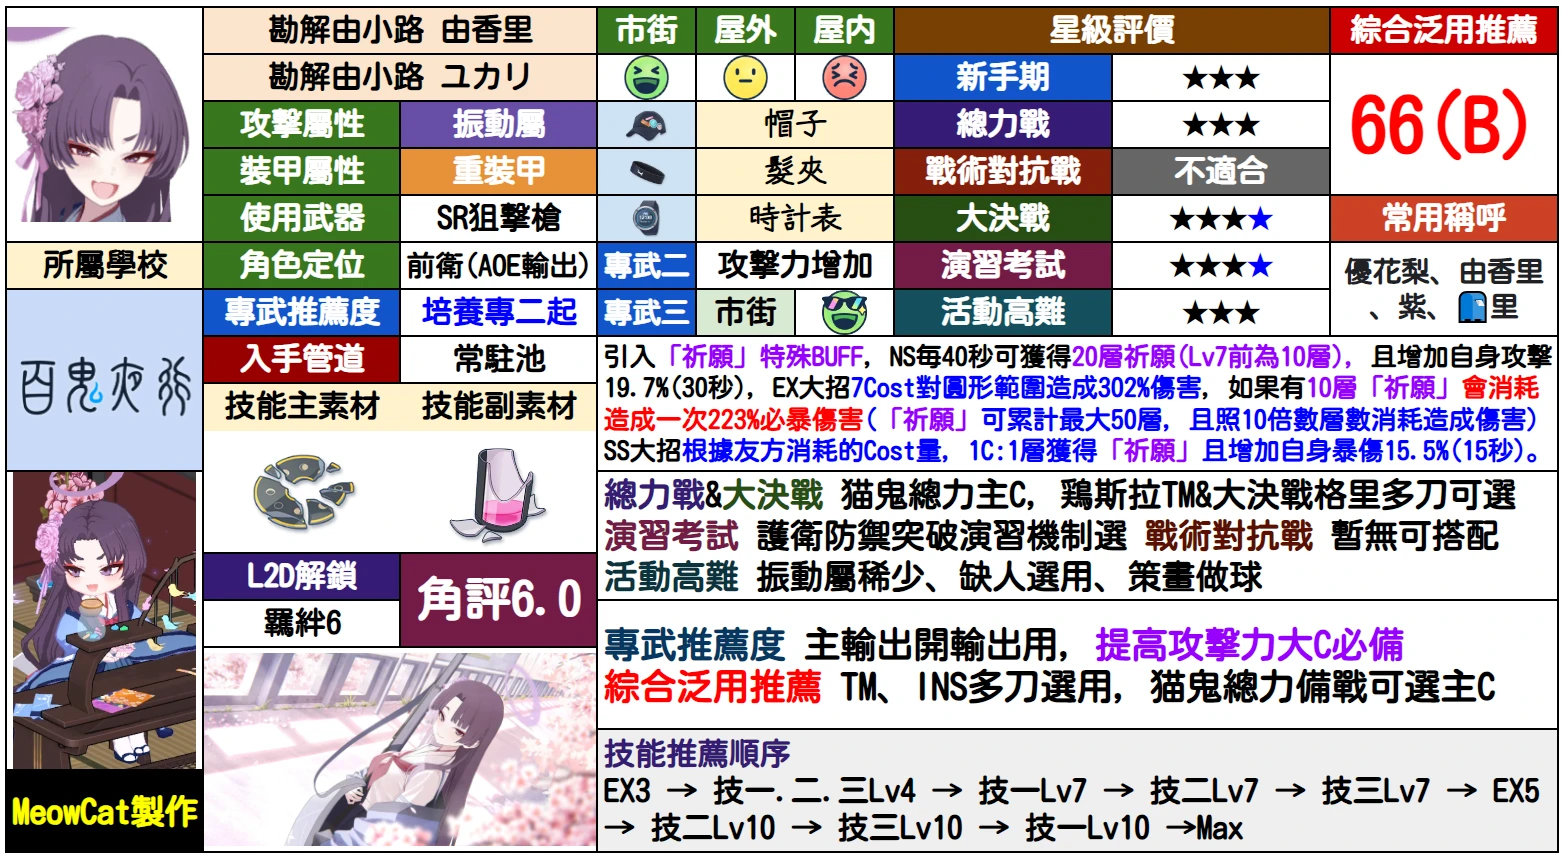 勘解由小路 由香里
市街 屋外 屋内
星級評價
綜合泛用推薦
勘解由小路 ユカリ
新手期 ★★★
66(B)
攻擊屬性 振動屬
帽子
總力戰 ★★★
裝甲屬性 重裝甲
髮夾
戰術對抗戰 不適合
使用武器 SR狙擊槍
時計表
大決戰 ★★★★
常用稱呼
所屬學校
角色定位 前衛(AOE輸出)
專武二 攻擊力增加
演習考試 ★★★★
優花梨、由香里
、紫、里
專武推薦度 培養專二起
專武三 市街
活動高難 ★★★
百鬼夜行
入手管道 常駐池
引入「祈願」特殊BUFF, NS每40秒可獲得20層祈願(Lv7前為10層), 且增加自身攻擊
19.7%(30秒), EX大招7Cost對圓形範圍造成302%傷害, 如果有10層「祈願」會消耗
造成一次223%必暴傷害(「祈願」可累計最大50層, 且照10倍數層數消耗造成傷害)
SS大招根據友方消耗的Cost量, 1C:1層獲得「祈願」且增加自身暴傷15.5%(15秒)。
技能主素材 技能副素材
總力戰&大決戰 猫鬼總力主C, 鶏斯拉TM&大決戰格里多刀可選
演習考試 護衛防禦突破演習機制選 戰術對抗戰 暫無可搭配
活動高難 振動屬稀少、缺人選用、策畫做球
L2D解鎖
羈絆6
角評6.0
專武推薦度 主輸出開輸出用, 提高攻擊力大C必備
綜合泛用推薦 TM、INS多刀選用, 猫鬼總力備戰可選主C
技能推薦順序
EX3 → 技一.二.三Lv4 → 技一Lv7 → 技二Lv7 → 技三Lv7 → EX5
→ 技二Lv10 → 技三Lv10 → 技一Lv10 →Max
MeowCat製作